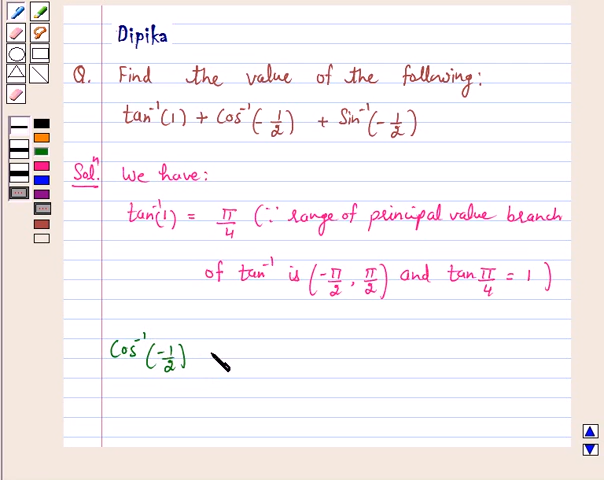 Dipika
Q. Find the value of the following:
tan⁻¹(1) + Cos⁻¹(-1/2) + Sin⁻¹(-1/2)
Solⁿ. We have:
tan⁻¹(1) = π/4 (∵ range of principal value branch
of tan⁻¹ is (-π/2, π/2) and tan π/4 = 1)
Cos⁻¹(-1/2)